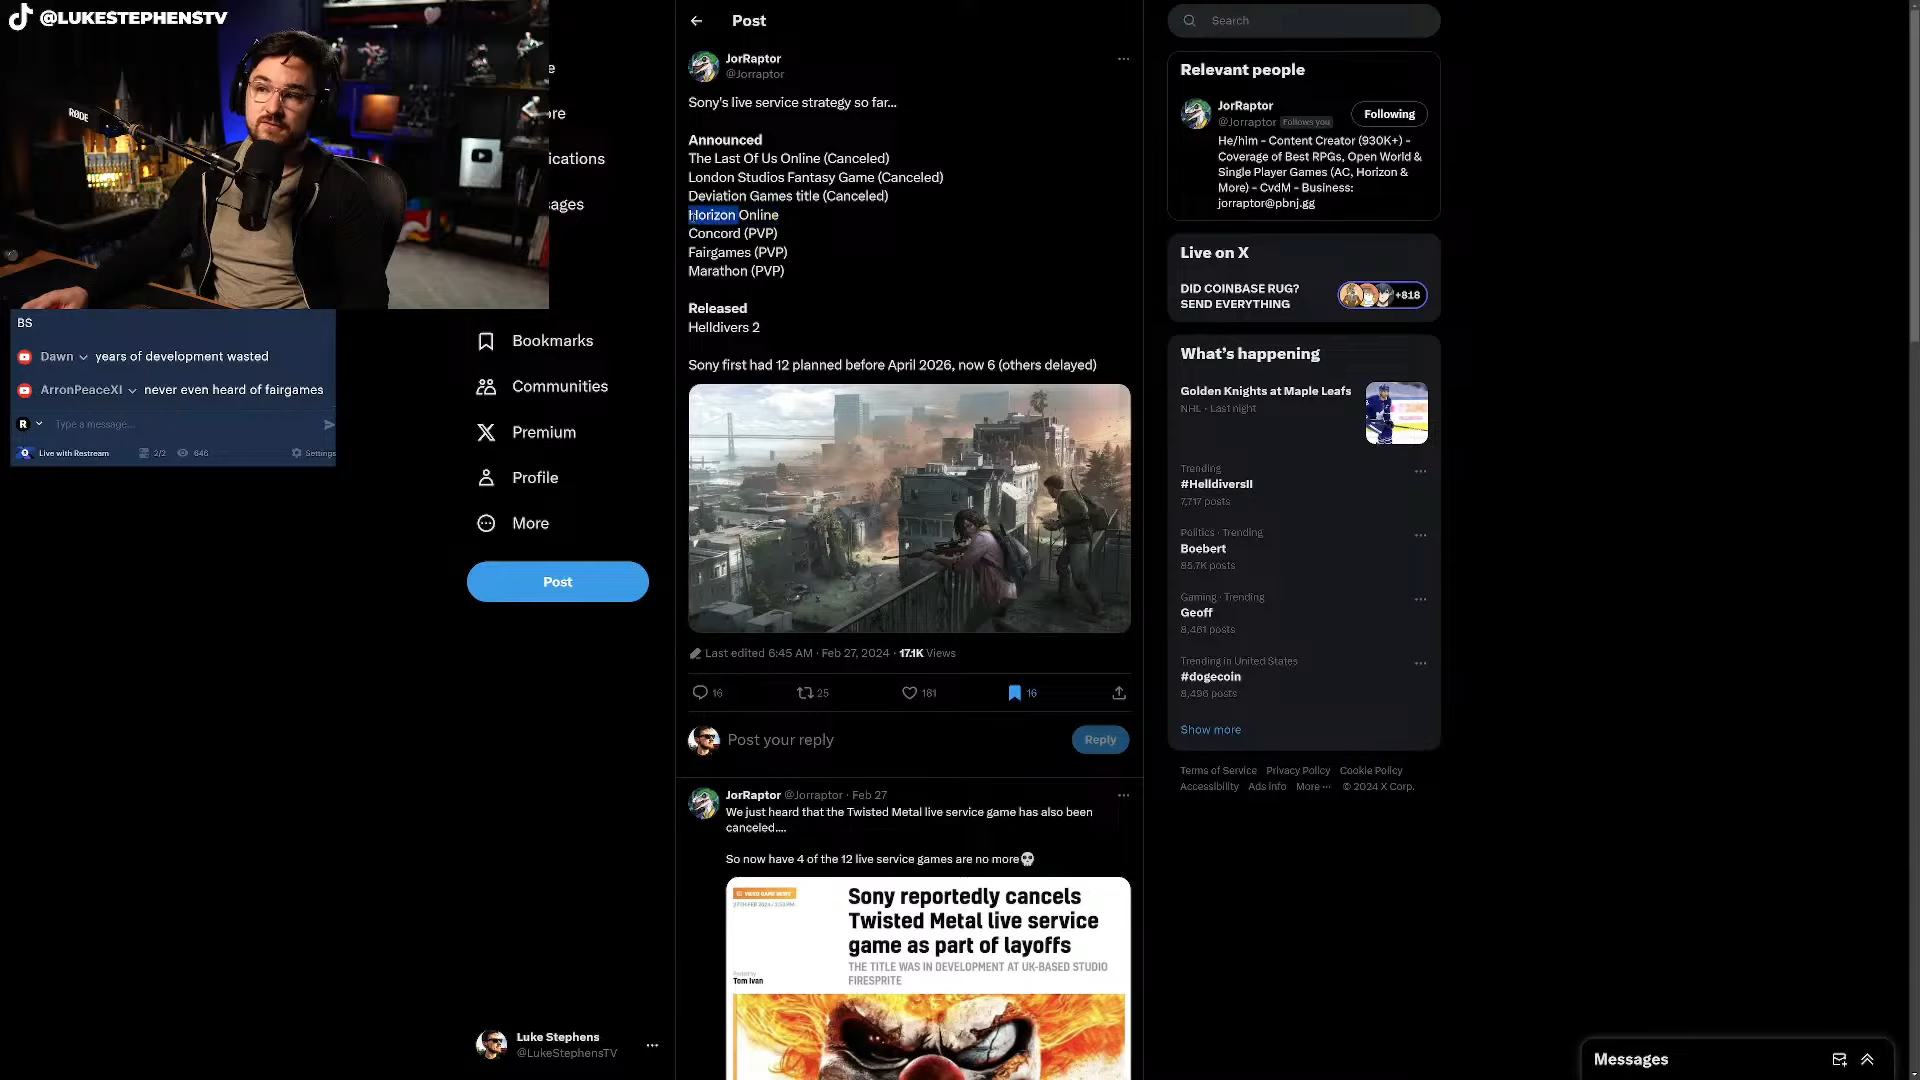 @LUKESTEPHENSTV
RØDE
e
ore
ications
ages
BS
Dawn years of development wasted
ArronPeaceXI never even heard of fairgames
R Type a message...
Live with Restream 2/2 646 Settings
Bookmarks
Communities
Premium
Profile
More
Post
Luke Stephens
@LukeStephensTV
Post
JorRaptor
@Jorraptor
Sony's live service strategy so far...
Announced
The Last Of Us Online (Canceled)
London Studios Fantasy Game (Canceled)
Deviation Games title (Canceled)
Horizon Online
Concord (PVP)
Fairgames (PVP)
Marathon (PVP)
Released
Helldivers 2
Sony first had 12 planned before April 2026, now 6 (others delayed)
Last edited 6:45 AM · Feb 27, 2024 · 17.1K Views
16 25 181 16
Post your reply Reply
JorRaptor @Jorraptor · Feb 27
We just heard that the Twisted Metal live service game has also been
canceled....
So now have 4 of the 12 live service games are no more💀
VIDEO GAME NEWS
Sony reportedly cancels
Twisted Metal live service
game as part of layoffs
THE TITLE WAS IN DEVELOPMENT AT UK-BASED STUDIO
FIRESPRITE
Tom Ivan
Search
Relevant people
JorRaptor
@Jorraptor Follows you
Following
He/him - Content Creator (930K+) -
Coverage of Best RPGs, Open World &
Single Player Games (AC, Horizon &
More) - CvdM - Business:
jorraptor@pbnj.gg
Live on X
DID COINBASE RUG?
SEND EVERYTHING
+818
What's happening
Golden Knights at Maple Leafs
NHL · Last night
Trending
#HelldiversII
7,717 posts
Politics · Trending
Boebert
85.7K posts
Gaming · Trending
Geoff
8,461 posts
Trending in United States
#dogecoin
8,496 posts
Show more
Terms of Service Privacy Policy Cookie Policy
Accessibility Ads info More ··· © 2024 X Corp.
Messages